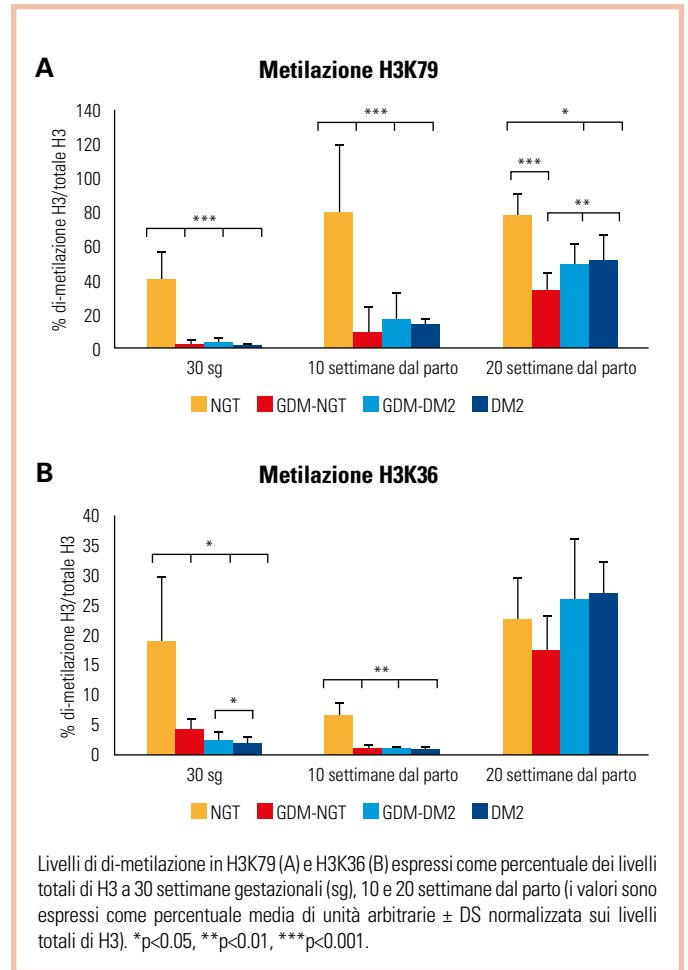 A
Metilazione H3K79
% di-metilazione H3/totale H3
140
120
100
80
60
40
20
0
***
***
*
***
**
30 sg
10 settimane dal parto
20 settimane dal parto
NGT GDM-NGT GDM-DM2 DM2
B
Metilazione H3K36
% di-metilazione H3/totale H3
40
35
30
25
20
15
10
5
0
*
*
**
30 sg
10 settimane dal parto
20 settimane dal parto
NGT GDM-NGT GDM-DM2 DM2
Livelli di di-metilazione in H3K79 (A) e H3K36 (B) espressi come percentuale dei livelli
totali di H3 a 30 settimane gestazionali (sg), 10 e 20 settimane dal parto (i valori sono
espressi come percentuale media di unità arbitrarie ± DS normalizzata sui livelli
totali di H3). *p<0.05, **p<0.01, ***p<0.001.